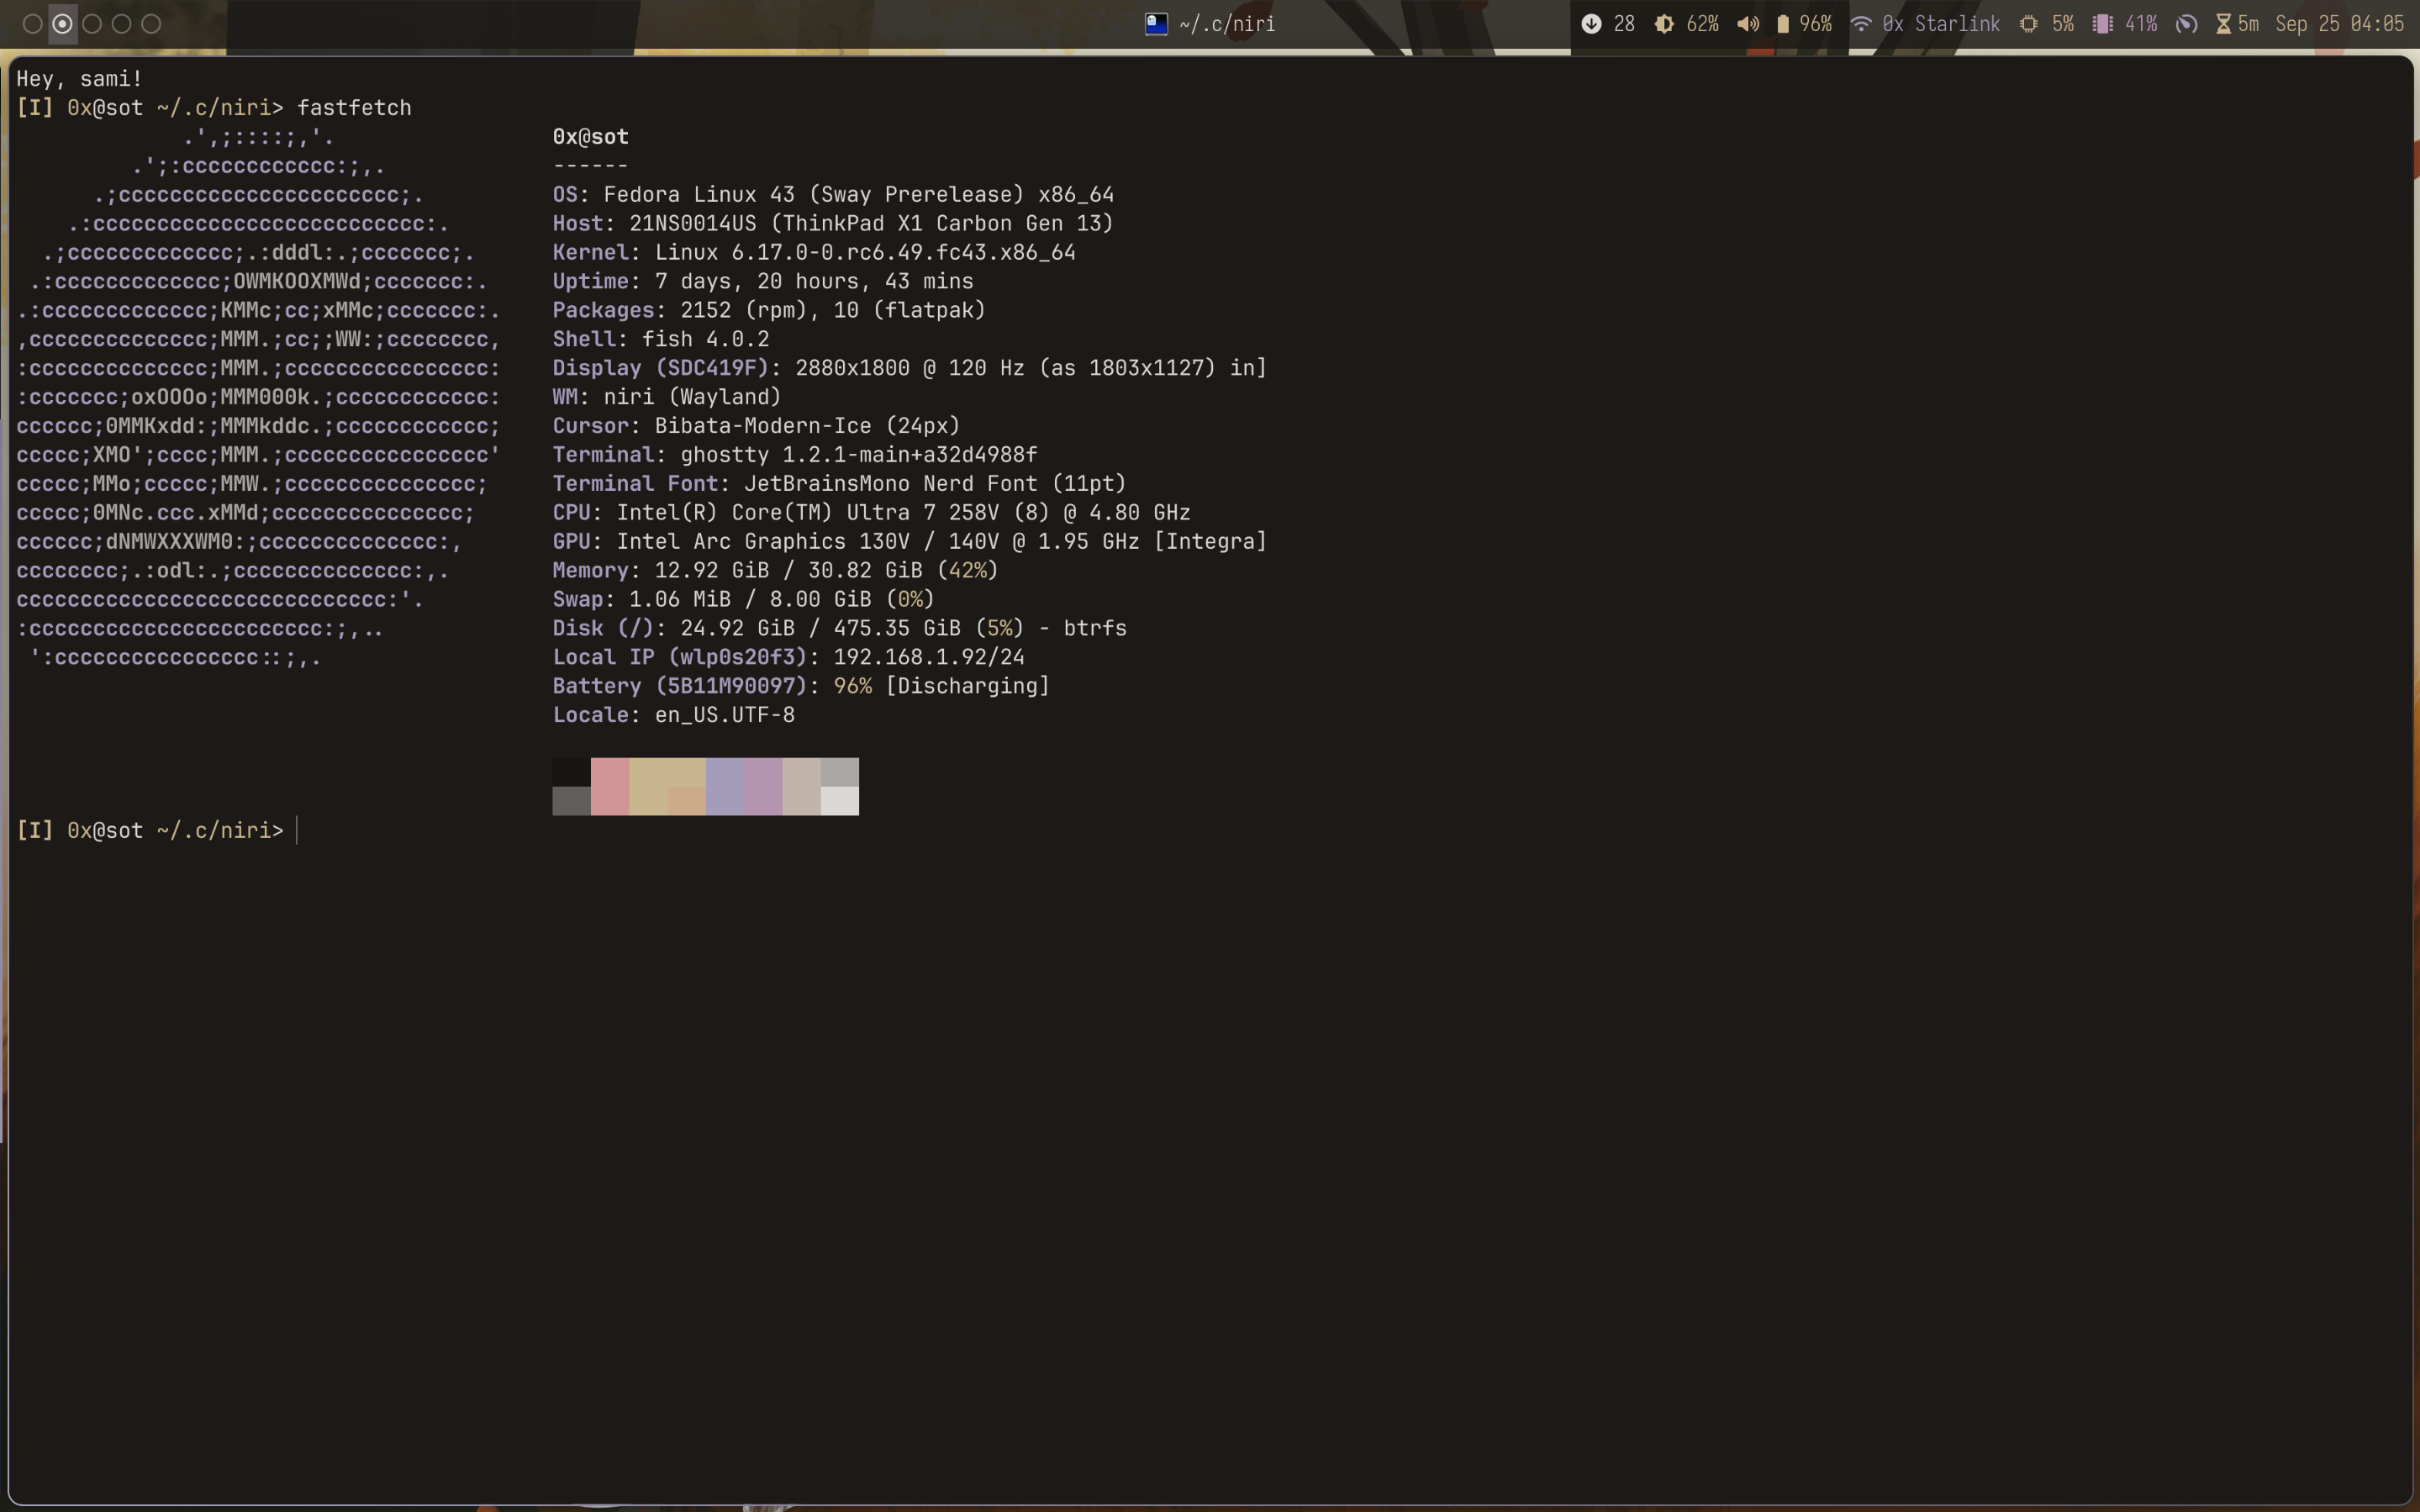 ~/.c/niri 28 62% 96% 0x Starlink 5% 41% 5m Sep 25 04:05
Hey, sami!
[I] 0x@sot ~/.c/niri> fastfetch
.',;::::;,'.
.';:cccccccccccc:;,.
.;cccccccccccccccccccccc;.
.:cccccccccccccccccccccccccc:.
.;ccccccccccccc;.:dddl:.;ccccccc;.
.:ccccccccccccc;OWMKOOXMWd;ccccccc:.
.:ccccccccccccc;KMMc;cc;xMMc;ccccccc:.
,cccccccccccccc;MMM.;cc;;WW:;cccccccc,
:cccccccccccccc;MMM.;cccccccccccccccc:
:ccccccc;oxOOOo;MMM000k.;cccccccccccc:
cccccc;0MMKxdd:;MMMkddc.;cccccccccccc;
ccccc;XMO';cccc;MMM.;cccccccccccccccc'
ccccc;MMo;ccccc;MMW.;ccccccccccccccc;
ccccc;0MNc.ccc.xMMd;ccccccccccccccc;
cccccc;dNMWXXXWM0:;cccccccccccccc:,
cccccccc;.:odl:.;cccccccccccccc:,.
ccccccccccccccccccccccccccccc:'.
:ccccccccccccccccccccccc:;,..
':cccccccccccccccc::;,.
0x@sot
------
OS: Fedora Linux 43 (Sway Prerelease) x86_64
Host: 21NS0014US (ThinkPad X1 Carbon Gen 13)
Kernel: Linux 6.17.0-0.rc6.49.fc43.x86_64
Uptime: 7 days, 20 hours, 43 mins
Packages: 2152 (rpm), 10 (flatpak)
Shell: fish 4.0.2
Display (SDC419F): 2880x1800 @ 120 Hz (as 1803x1127) in]
WM: niri (Wayland)
Cursor: Bibata-Modern-Ice (24px)
Terminal: ghostty 1.2.1-main+a32d4988f
Terminal Font: JetBrainsMono Nerd Font (11pt)
CPU: Intel(R) Core(TM) Ultra 7 258V (8) @ 4.80 GHz
GPU: Intel Arc Graphics 130V / 140V @ 1.95 GHz [Integra]
Memory: 12.92 GiB / 30.82 GiB (42%)
Swap: 1.06 MiB / 8.00 GiB (0%)
Disk (/): 24.92 GiB / 475.35 GiB (5%) - btrfs
Local IP (wlp0s20f3): 192.168.1.92/24
Battery (5B11M90097): 96% [Discharging]
Locale: en_US.UTF-8
[I] 0x@sot ~/.c/niri>